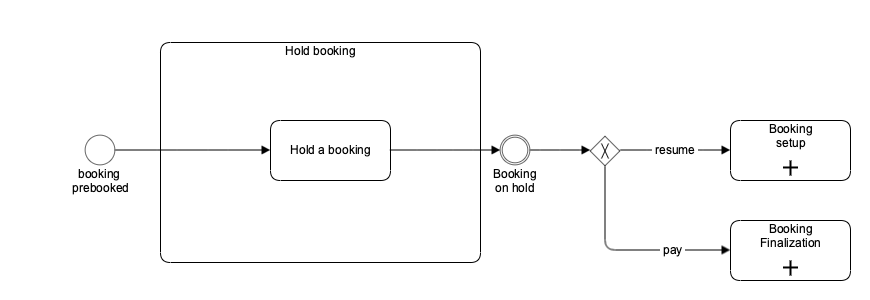 Hold booking
booking
prebooked
Hold a booking
Booking
on hold
X
resume
Booking
setup
+
pay
Booking
Finalization
+